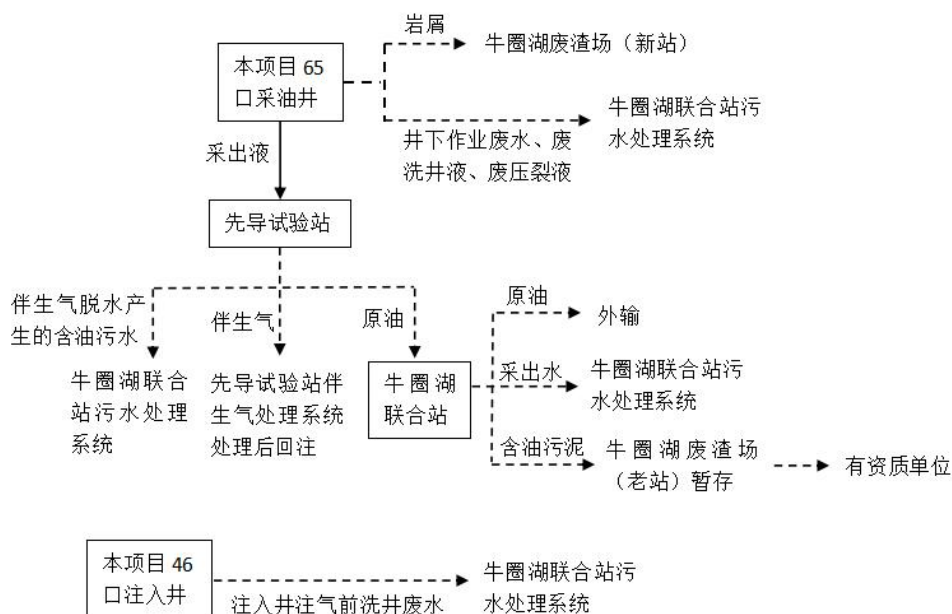 岩屑
牛圈湖废渣场（新站）
本项目 65
口采油井
牛圈湖联合站污
水处理系统
井下作业废水、废
洗井液、废压裂液
采出液
先导试验站
伴生气脱水产
生的含油污水
伴生气
原油
原油
外输
牛圈湖联合
站污水处理
系统
先导试验站伴
生气处理系统
处理后回注
牛圈湖
联合站
采出水
牛圈湖联合站污
水处理系统
含油污泥
牛圈湖废渣场
（老站）暂存
有资质单位
本项目 46
口注入井
注入井注气前洗井废水
牛圈湖联合站污
水处理系统